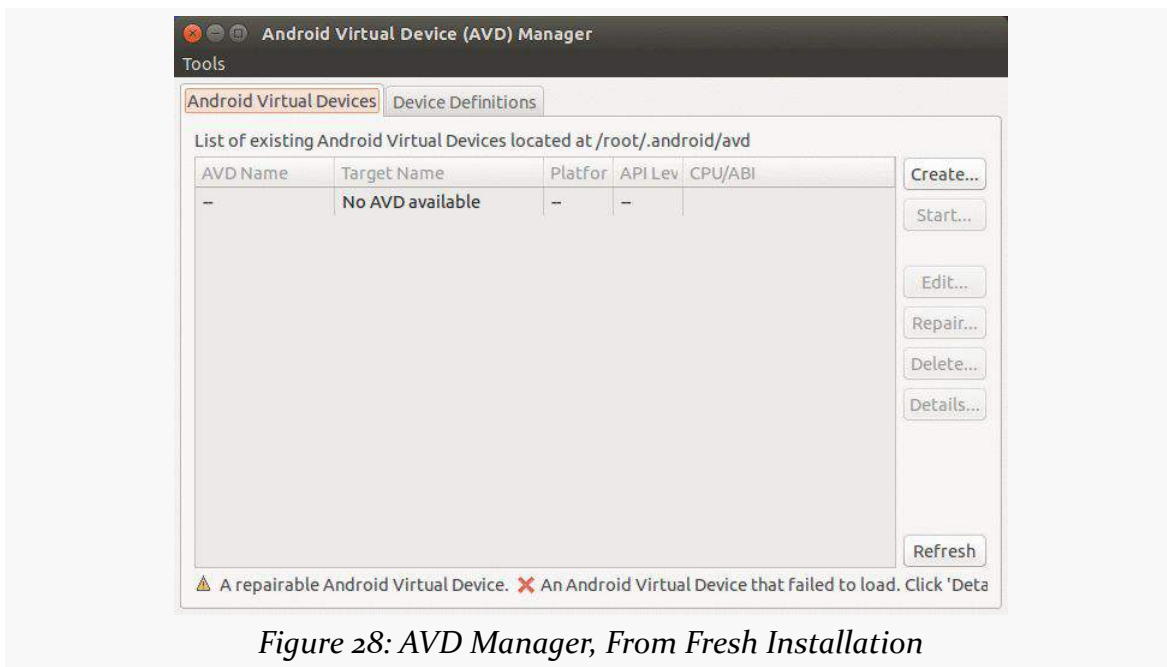 Android Virtual Device (AVD) Manager
Tools
Android Virtual Devices Device Definitions
List of existing Android Virtual Devices located at /root/.android/avd
AVD Name Target Name Platfor API Lev CPU/ABI
-- No AVD available -- --
Create...
Start...
Edit...
Repair...
Delete...
Details...
Refresh
A repairable Android Virtual Device. An Android Virtual Device that failed to load. Click 'Deta
Figure 28: AVD Manager, From Fresh Installation